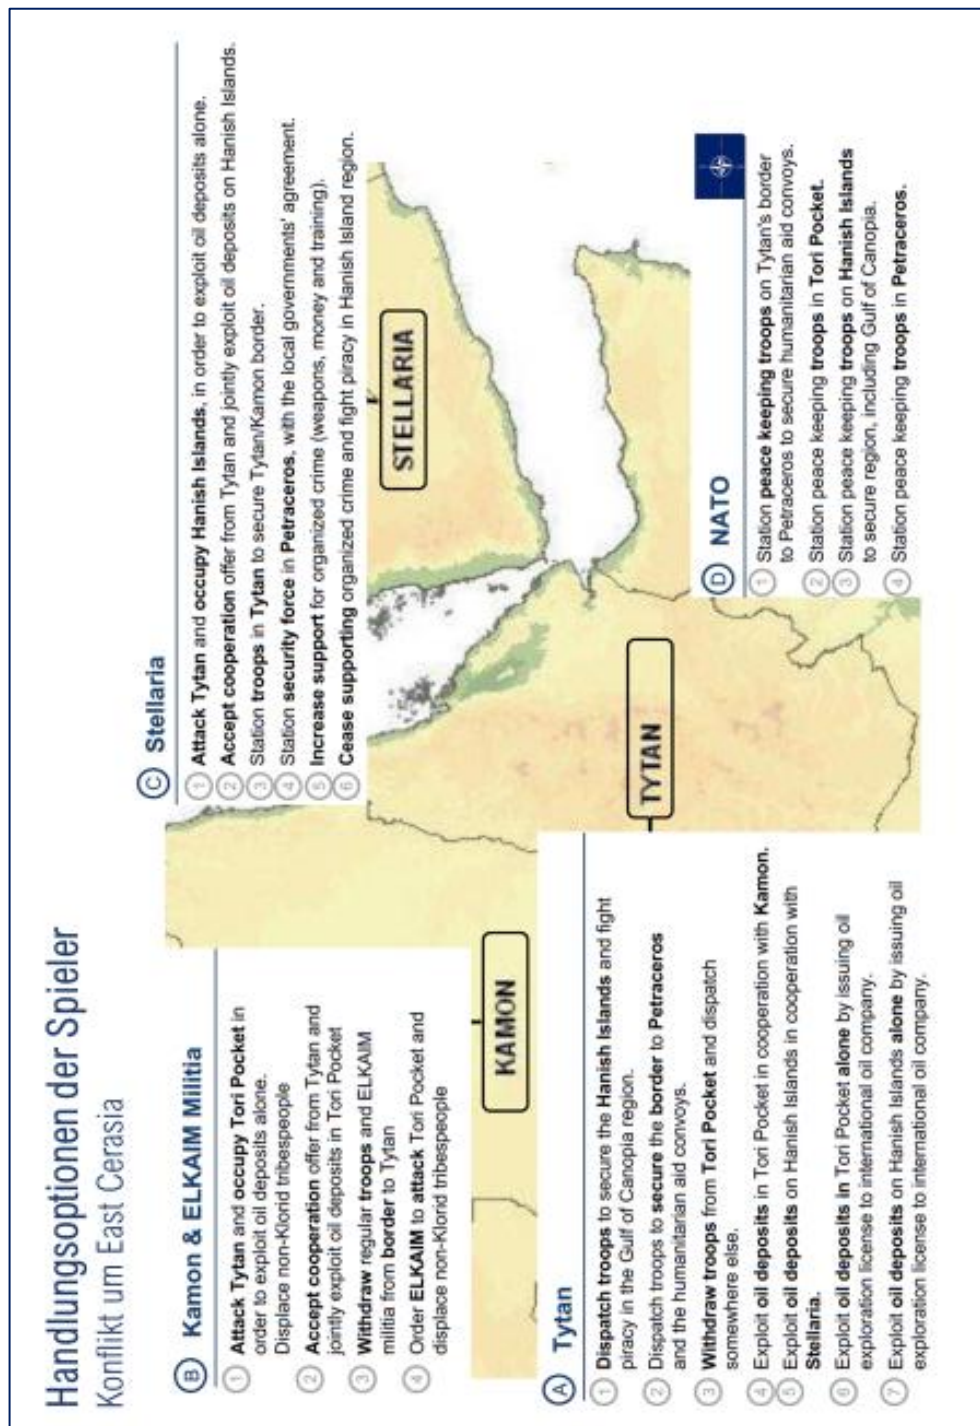 Handlungsoptionen der Spieler
Konflikt um East Cerasia
B Kamon & ELKAIM Militia
1 Attack Tytan and occupy Tori Pocket in
order to exploit oil deposits alone.
Displace non-Klorid tribespeople
2 Accept cooperation offer from Tytan and
jointly exploit oil deposits in Tori Pocket
3 Withdraw regular troops and ELKAIM
militia from border to Tytan
4 Order ELKAIM to attack Tori Pocket and
displace non-Klorid tribespeople
C Stellaria
1 Attack Tytan and occupy Hanish Islands, in order to exploit oil deposits alone.
2 Accept cooperation offer from Tytan and jointly exploit oil deposits on Hanish Islands.
3 Station troops in Tytan to secure Tytan/Kamon border.
4 Station security force in Petraceros, with the local governments' agreement.
5 Increase support for organized crime (weapons, money and training).
6 Cease supporting organized crime and fight piracy in Hanish Island region.
KAMON
STELLARIA
TYTAN
A Tytan
1 Dispatch troops to secure the Hanish Islands and fight
piracy in the Gulf of Canopia region.
2 Dispatch troops to secure the border to Petraceros
and the humanitarian aid convoys.
3 Withdraw troops from Tori Pocket and dispatch
somewhere else.
4 Exploit oil deposits in Tori Pocket in cooperation with Kamon.
5 Exploit oil deposits on Hanish Islands in cooperation with
Stellaria.
6 Exploit oil deposits in Tori Pocket alone by issuing oil
exploration license to international oil company.
7 Exploit oil deposits on Hanish Islands alone by issuing oil
exploration license to international oil company.
D NATO
1 Station peace keeping troops on Tytan's border
to Petraceros to secure humanitarian aid convoys.
2 Station peace keeping troops in Tori Pocket.
3 Station peace keeping troops on Hanish Islands
to secure region, including Gulf of Canopia.
4 Station peace keeping troops in Petraceros.